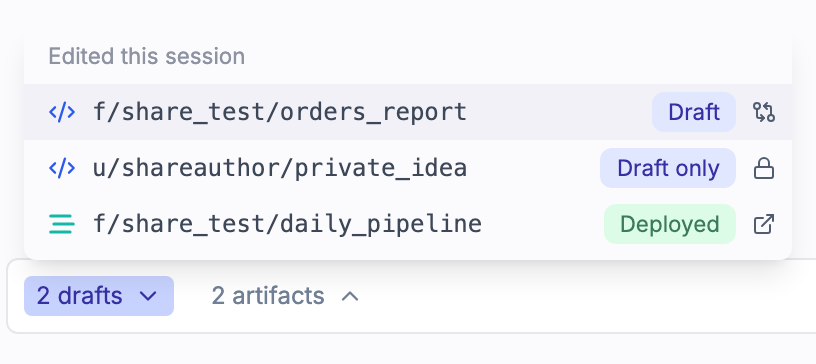 Edited this session
f/share_test/orders_report Draft
u/shareauthor/private_idea Draft only
f/share_test/daily_pipeline Deployed
2 drafts 2 artifacts